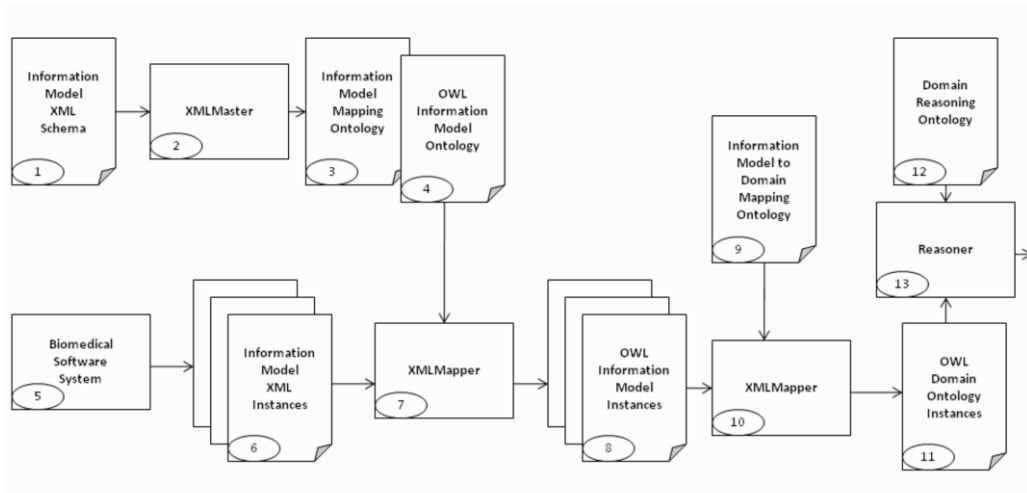 Information
Model
XML
Schema
1
XMLMaster
2
Information
Model
Mapping
Ontology
3
OWL
Information
Model
Ontology
4
Biomedical
Software
System
5
Information
Model
XML
Instances
6
XMLMapper
7
OWL
Information
Model
Instances
8
Information
Model to
Domain
Mapping
Ontology
9
XMLMapper
10
OWL
Domain
Ontology
Instances
11
Domain
Reasoning
Ontology
12
Reasoner
13